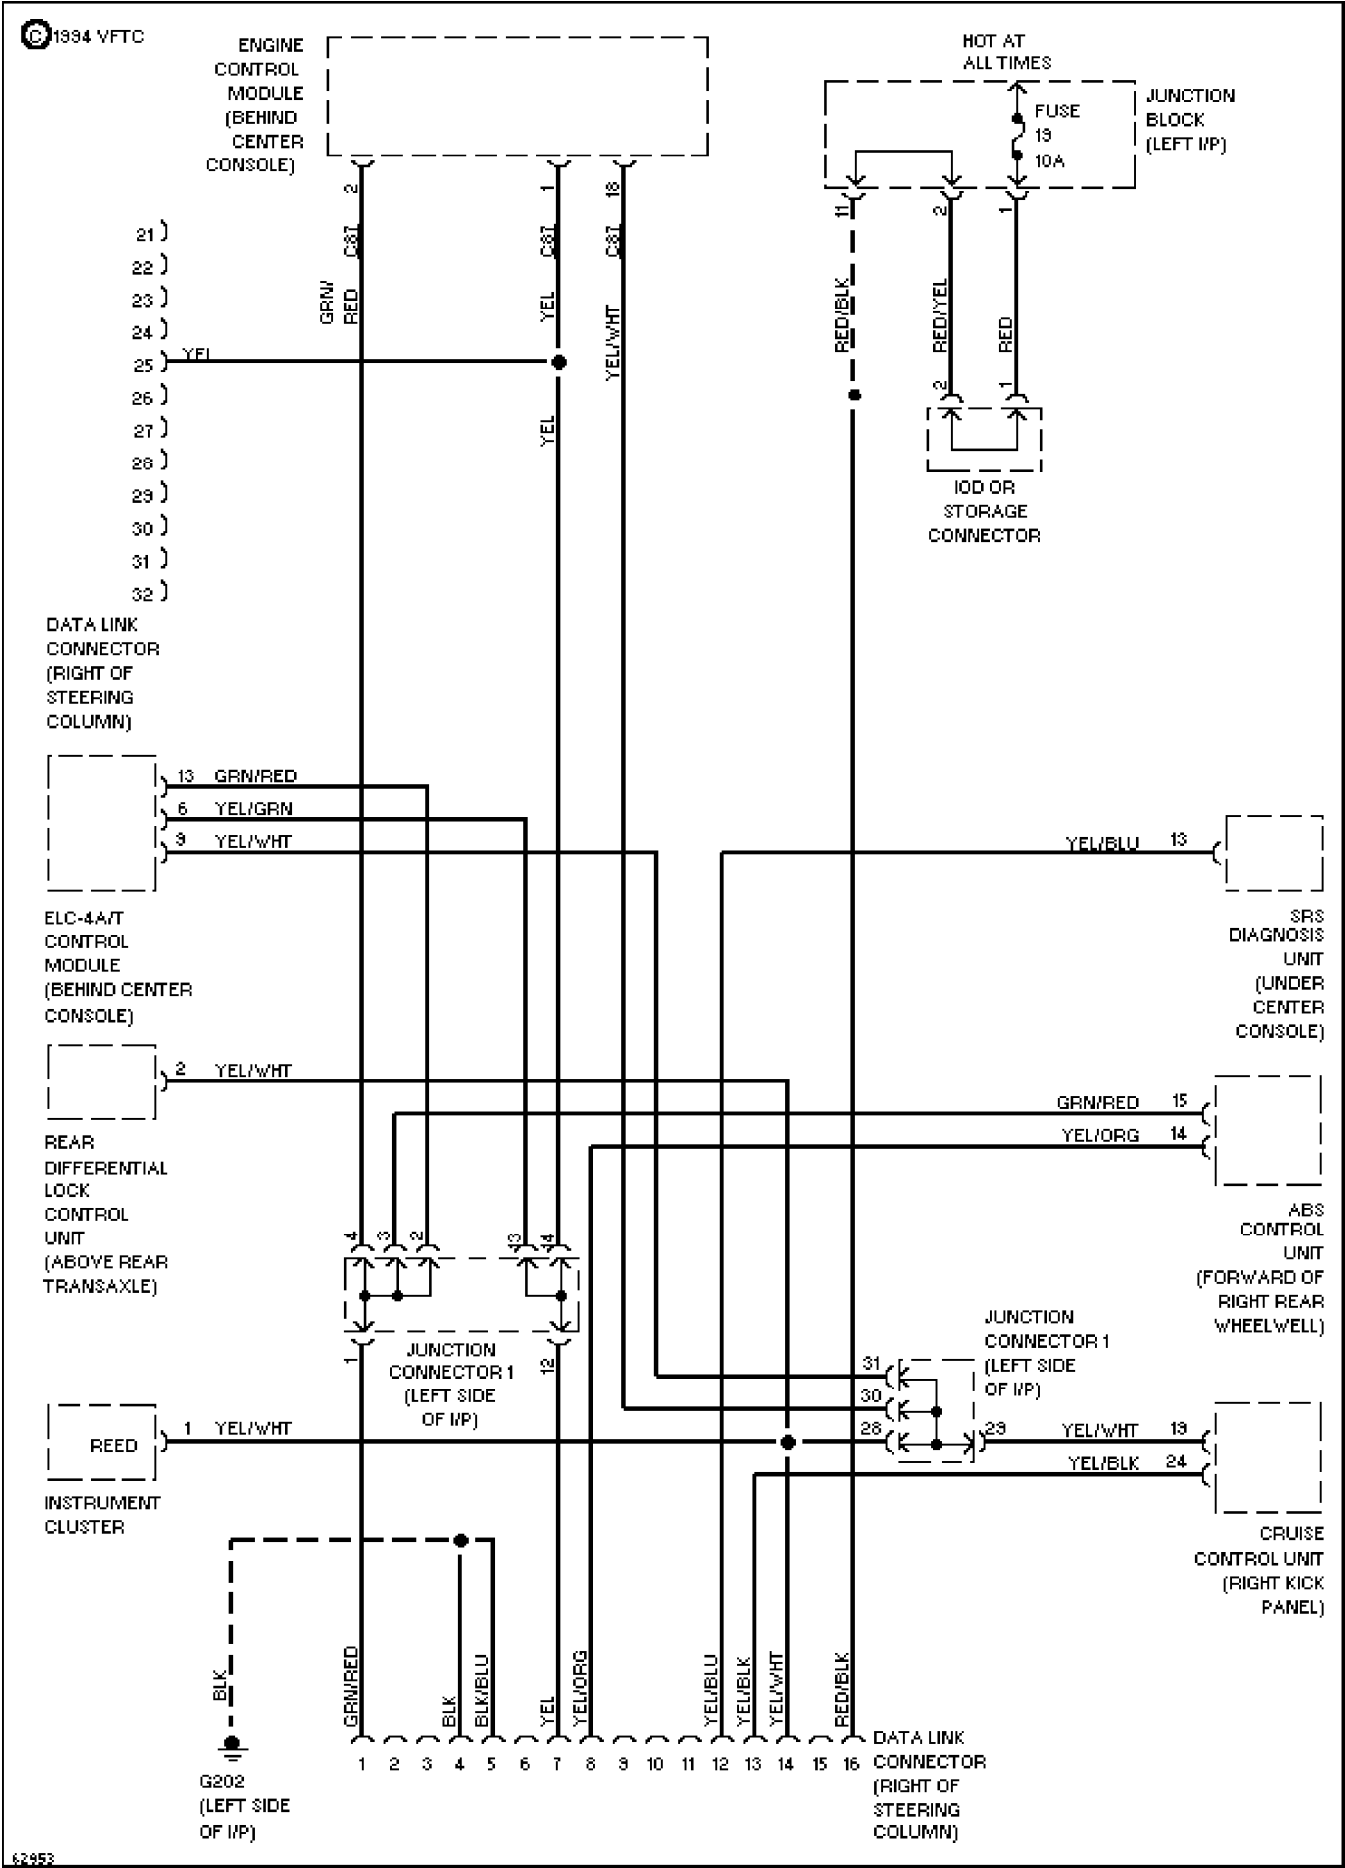 © 1994 VFTC
ENGINE
CONTROL
MODULE
(BEHIND
CENTER
CONSOLE)
HOT AT
ALL TIMES
FUSE
19
10A
JUNCTION
BLOCK
(LEFT I/P)
2
1
18
C87
C87
C87
GRN/
RED
YEL
YEL/WHT
YEL
11
2
1
RED/BLK
RED/YEL
RED
2
1
IOD OR
STORAGE
CONNECTOR
21
22
23
24
25
YEL
26
27
28
29
30
31
32
DATA LINK
CONNECTOR
(RIGHT OF
STEERING
COLUMN)
13 GRN/RED
6 YEL/GRN
9 YEL/WHT
ELC-4A/T
CONTROL
MODULE
(BEHIND CENTER
CONSOLE)
YEL/BLU 13
SRS
DIAGNOSIS
UNIT
(UNDER
CENTER
CONSOLE)
2 YEL/WHT
REAR
DIFFERENTIAL
LOCK
CONTROL
UNIT
(ABOVE REAR
TRANSAXLE)
GRN/RED 15
YEL/ORG 14
ABS
CONTROL
UNIT
(FORWARD OF
RIGHT REAR
WHEELWELL)
4
3
2
13
14
1
12
JUNCTION
CONNECTOR 1
(LEFT SIDE
OF I/P)
JUNCTION
CONNECTOR 1
(LEFT SIDE
OF I/P)
31
30
28
29
YEL/WHT 19
YEL/BLK 24
CRUISE
CONTROL UNIT
(RIGHT KICK
PANEL)
REED
1 YEL/WHT
INSTRUMENT
CLUSTER
BLK
G202
(LEFT SIDE
OF I/P)
GRN/RED
BLK
BLK/BLU
YEL
YEL/ORG
YEL/BLU
YEL/BLK
YEL/WHT
RED/BLK
1 2 3 4 5 6 7 8 9 10 11 12 13 14 15 16
DATA LINK
CONNECTOR
(RIGHT OF
STEERING
COLUMN)
62953